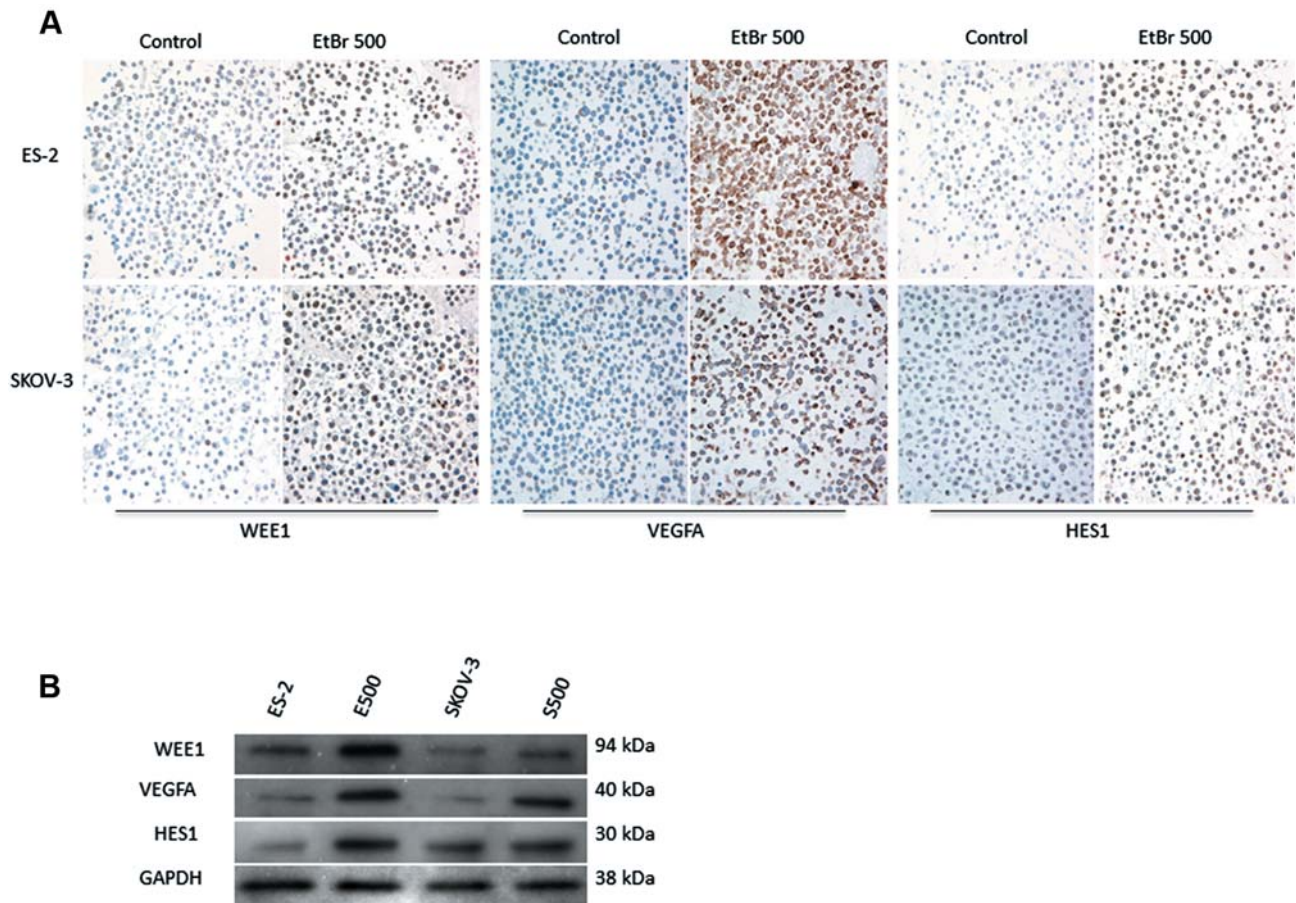 A
Control EtBr 500 Control EtBr 500 Control EtBr 500
ES-2
SKOV-3
WEE1 VEGFA HES1
B
ES-2 E500 SKOV-3 S500
WEE1 94 kDa
VEGFA 40 kDa
HES1 30 kDa
GAPDH 38 kDa